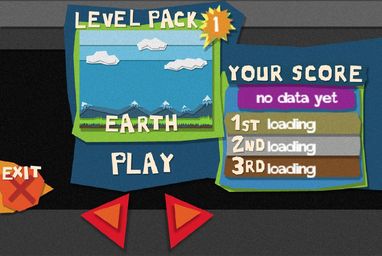 LEVEL PACK 1
EARTH
PLAY
EXIT
YOUR SCORE
no data yet
1ST loading
2ND loading
3RD loading